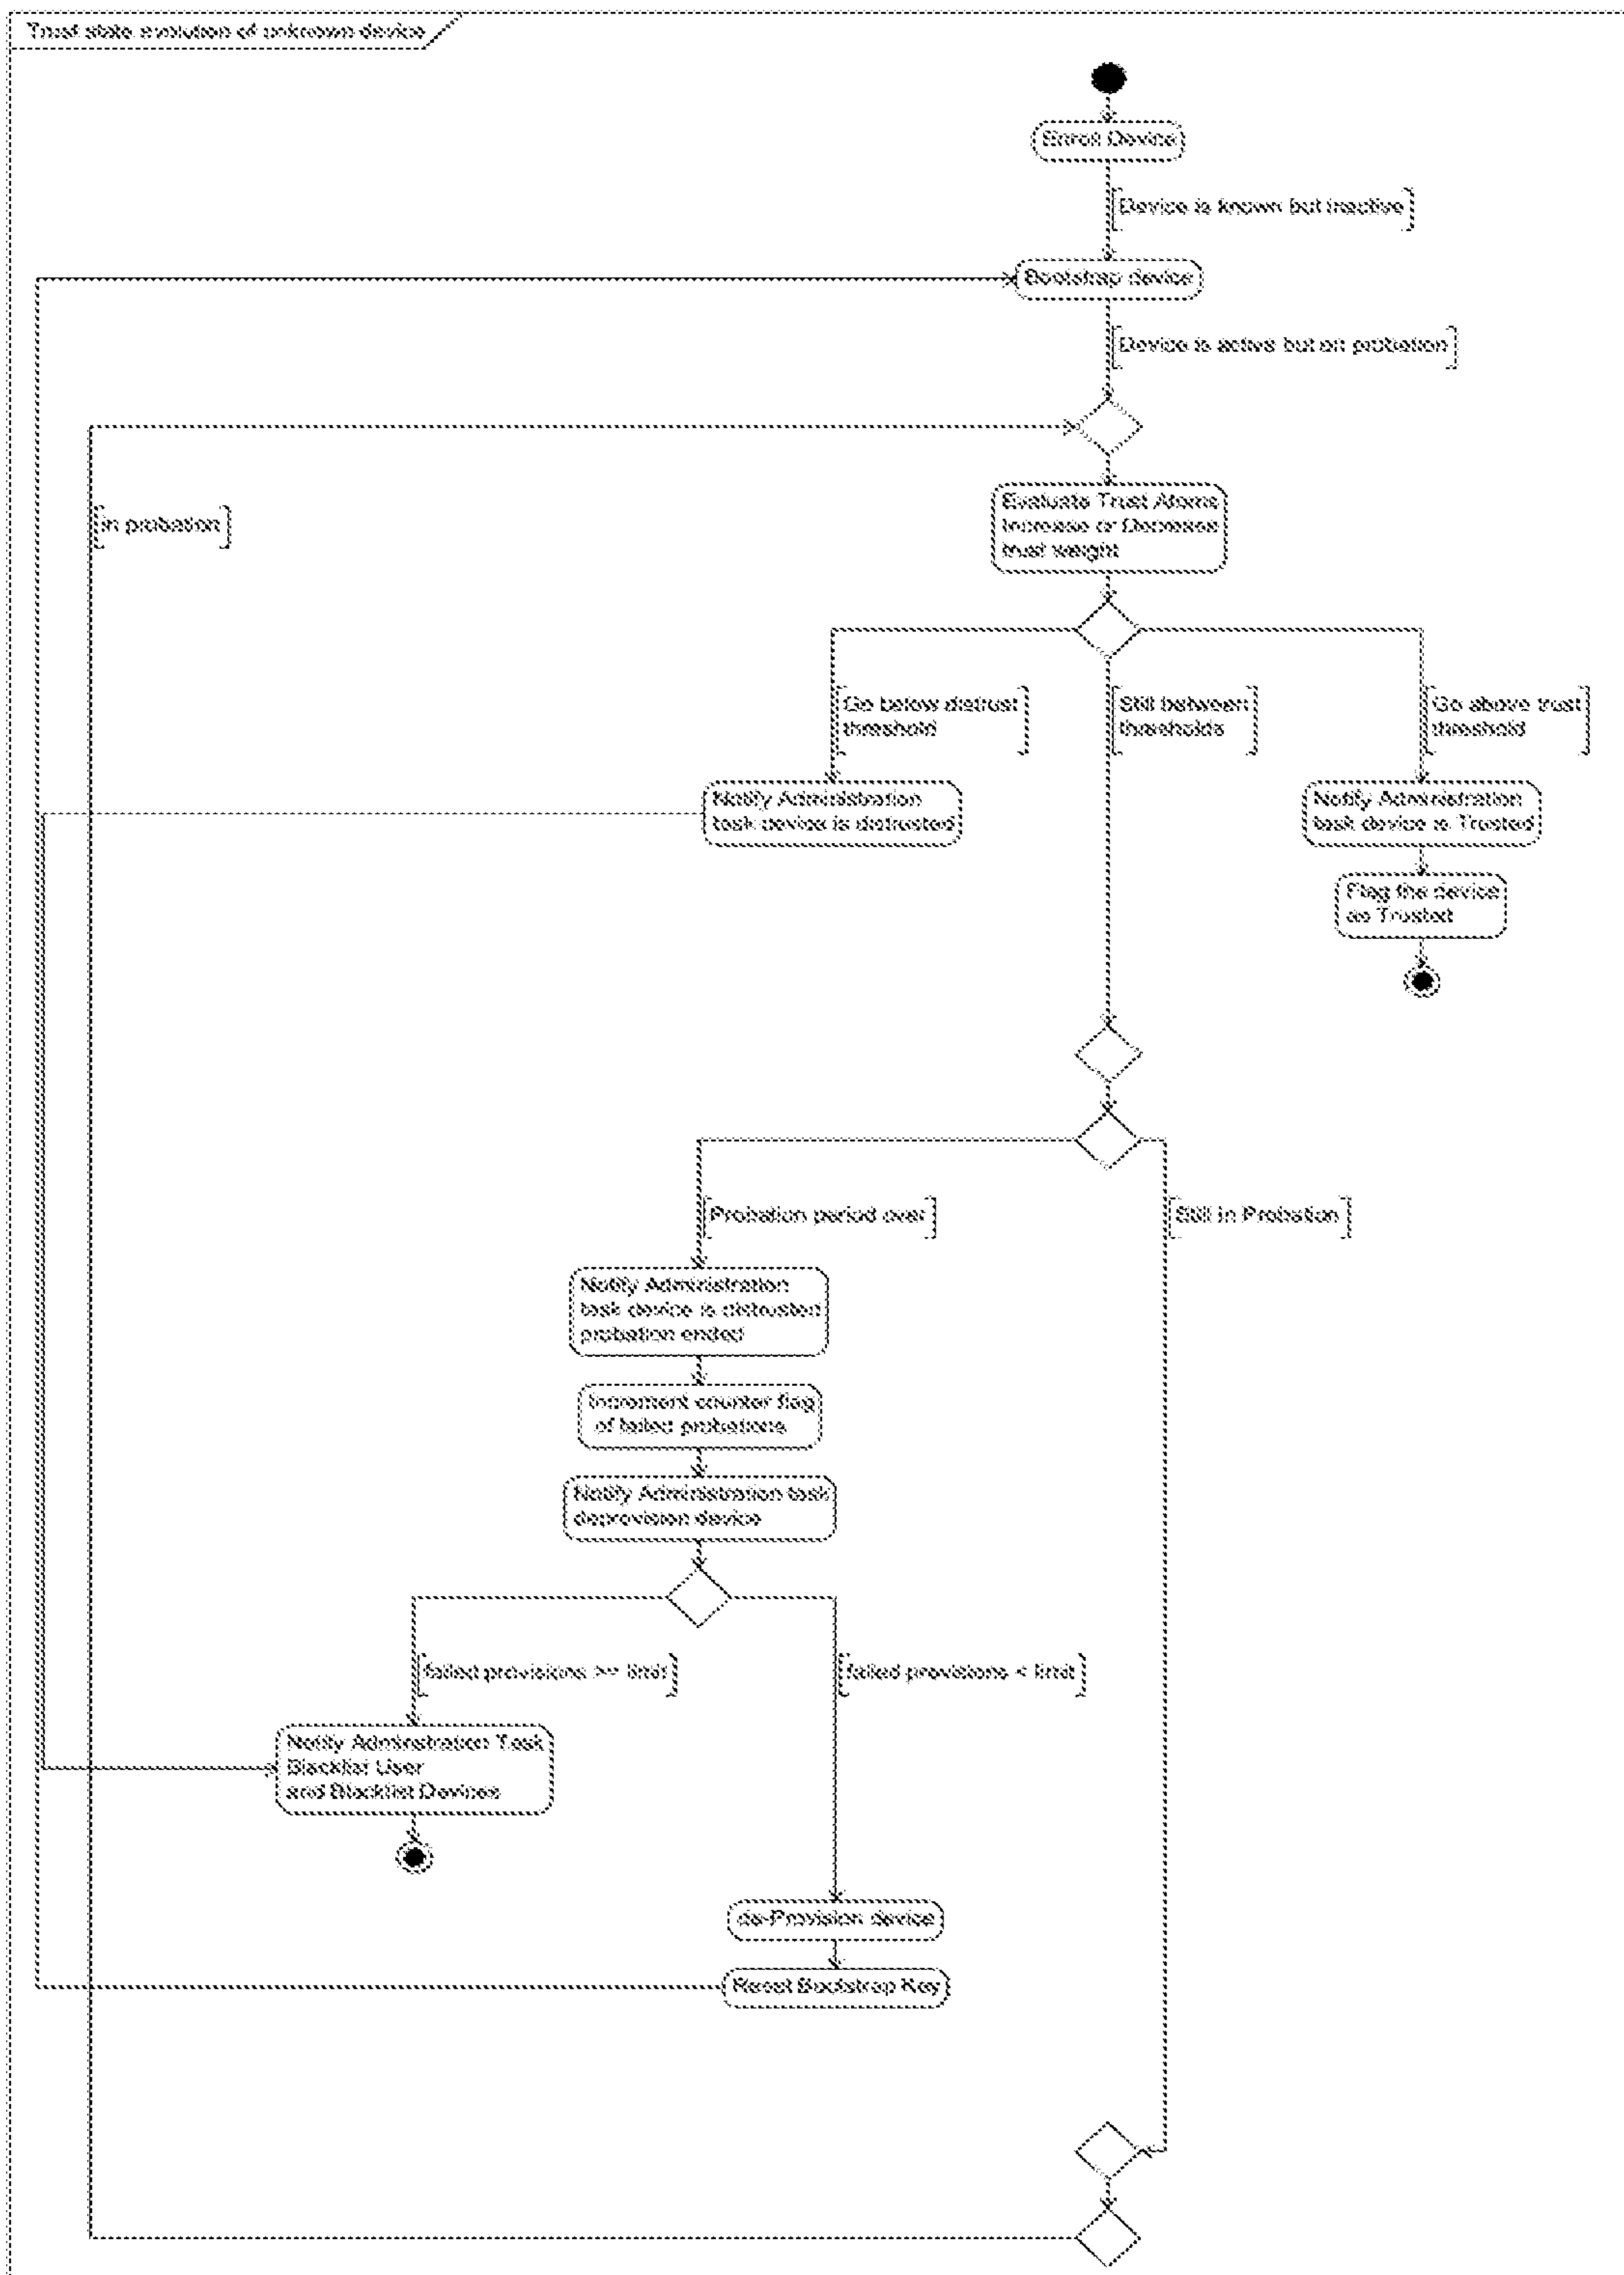 Trust state evolution of unknown device
Enroll Device
[Device is known but inactive]
Bootstrap device
[Device is active but on probation]
[in probation]
Evaluate Trust Atoms
Increase or Decrease
trust weight
[Go below distrust
threshold]
[Still between
thresholds]
[Go above trust
threshold]
Notify Administration
task device is distrusted
Notify Administration
task device is Trusted
Flag the device
as Trusted
[Probation period over]
[Still in Probation]
Notify Administration
task device is distrusted
probation ended
Increment counter flag
of failed probations
Notify Administration task
deprovision device
[failed provisions >= limit]
[failed provisions < limit]
Notify Administration Task
Blacklist User
and Blacklist Devices
de-Provision device
Reset Bootstrap Key